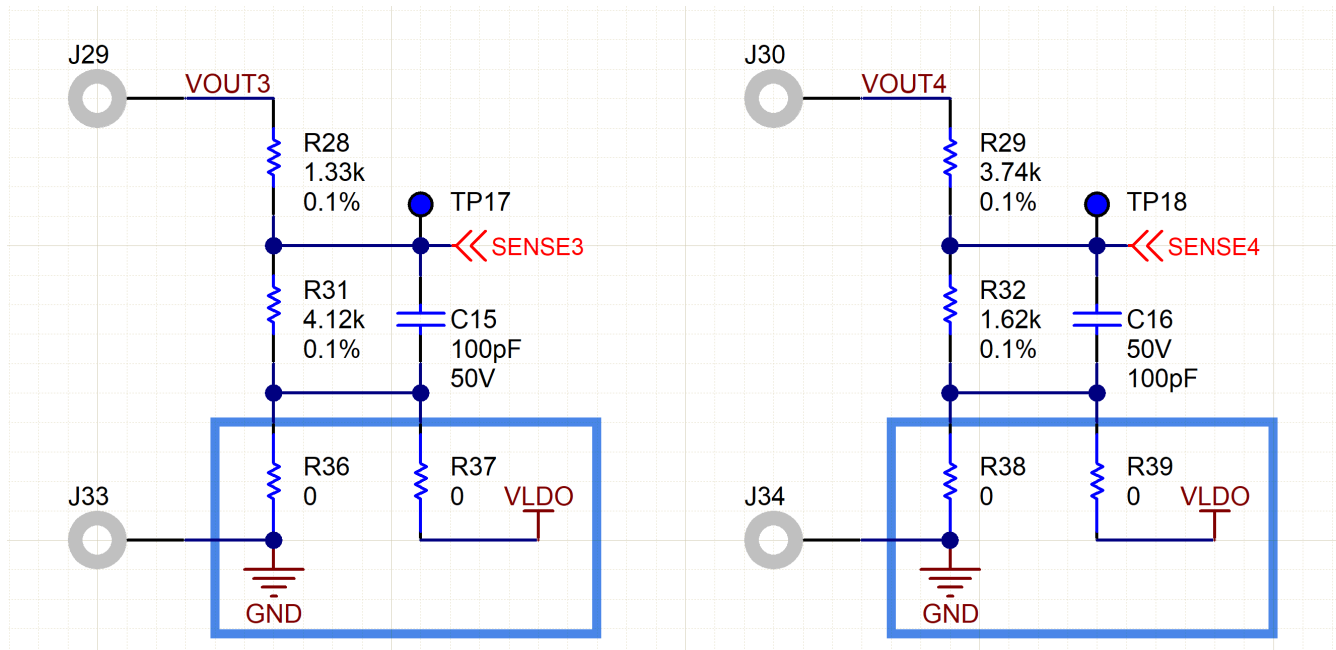 J29
VOUT3
R28
1.33k
0.1%
TP17
SENSE3
R31
4.12k
0.1%
C15
100pF
50V
R36
0
R37
0
VLDO
J33
GND
J30
VOUT4
R29
3.74k
0.1%
TP18
SENSE4
R32
1.62k
0.1%
C16
50V
100pF
R38
0
R39
0
VLDO
J34
GND